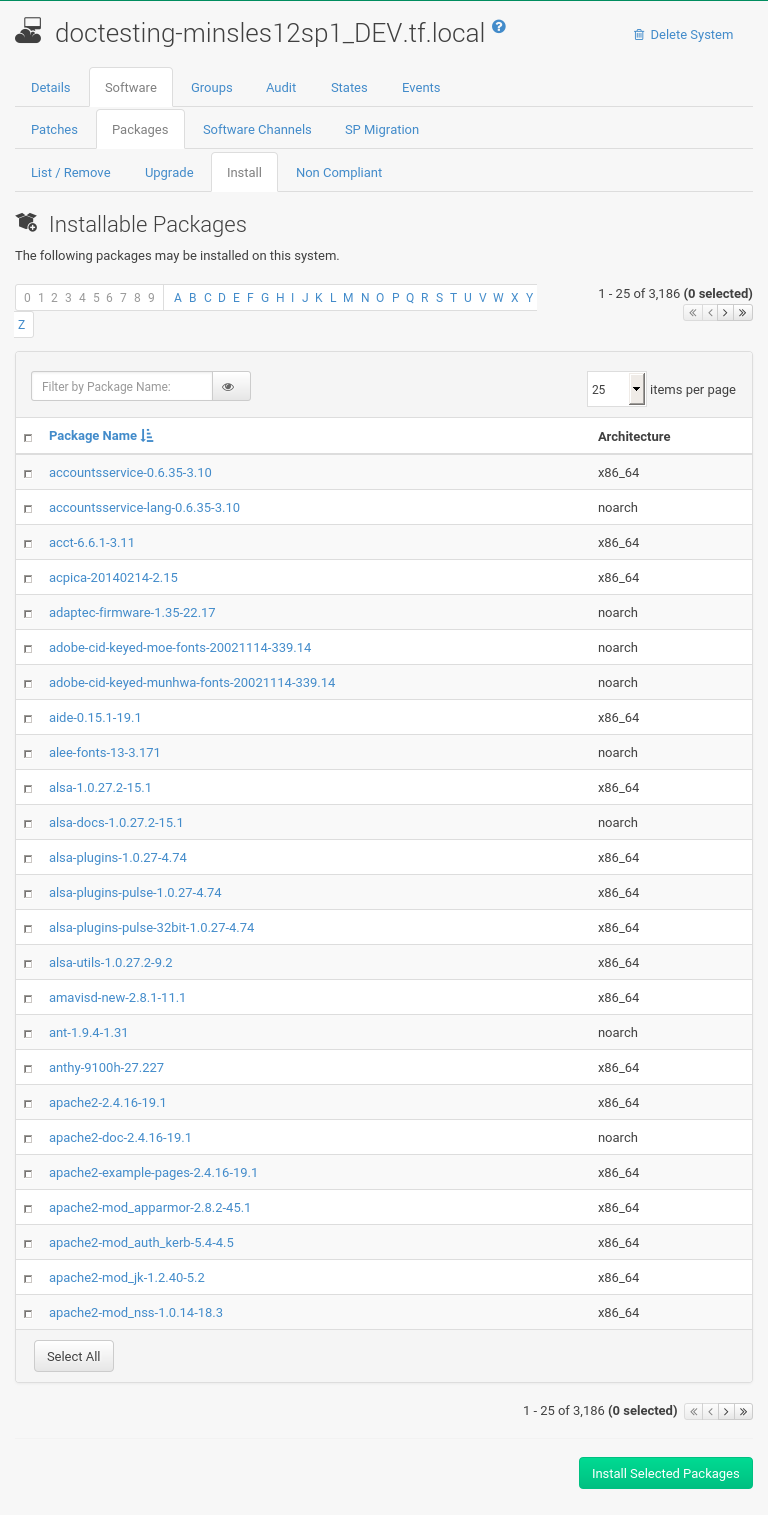 doctesting-minsles12sp1_DEV.tf.local ?
Delete System
Details Software Groups Audit States Events
Patches Packages Software Channels SP Migration
List / Remove Upgrade Install Non Compliant
Installable Packages
The following packages may be installed on this system.
0 1 2 3 4 5 6 7 8 9 A B C D E F G H I J K L M N O P Q R S T U V W X Y
Z
1 - 25 of 3,186 (0 selected)
Filter by Package Name:
25 items per page
Package Name Architecture
accountsservice-0.6.35-3.10 x86_64
accountsservice-lang-0.6.35-3.10 noarch
acct-6.6.1-3.11 x86_64
acpica-20140214-2.15 x86_64
adaptec-firmware-1.35-22.17 noarch
adobe-cid-keyed-moe-fonts-20021114-339.14 noarch
adobe-cid-keyed-munhwa-fonts-20021114-339.14 noarch
aide-0.15.1-19.1 x86_64
alee-fonts-13-3.171 noarch
alsa-1.0.27.2-15.1 x86_64
alsa-docs-1.0.27.2-15.1 noarch
alsa-plugins-1.0.27-4.74 x86_64
alsa-plugins-pulse-1.0.27-4.74 x86_64
alsa-plugins-pulse-32bit-1.0.27-4.74 x86_64
alsa-utils-1.0.27.2-9.2 x86_64
amavisd-new-2.8.1-11.1 x86_64
ant-1.9.4-1.31 noarch
anthy-9100h-27.227 x86_64
apache2-2.4.16-19.1 x86_64
apache2-doc-2.4.16-19.1 noarch
apache2-example-pages-2.4.16-19.1 x86_64
apache2-mod_apparmor-2.8.2-45.1 x86_64
apache2-mod_auth_kerb-5.4-4.5 x86_64
apache2-mod_jk-1.2.40-5.2 x86_64
apache2-mod_nss-1.0.14-18.3 x86_64
Select All
1 - 25 of 3,186 (0 selected)
Install Selected Packages